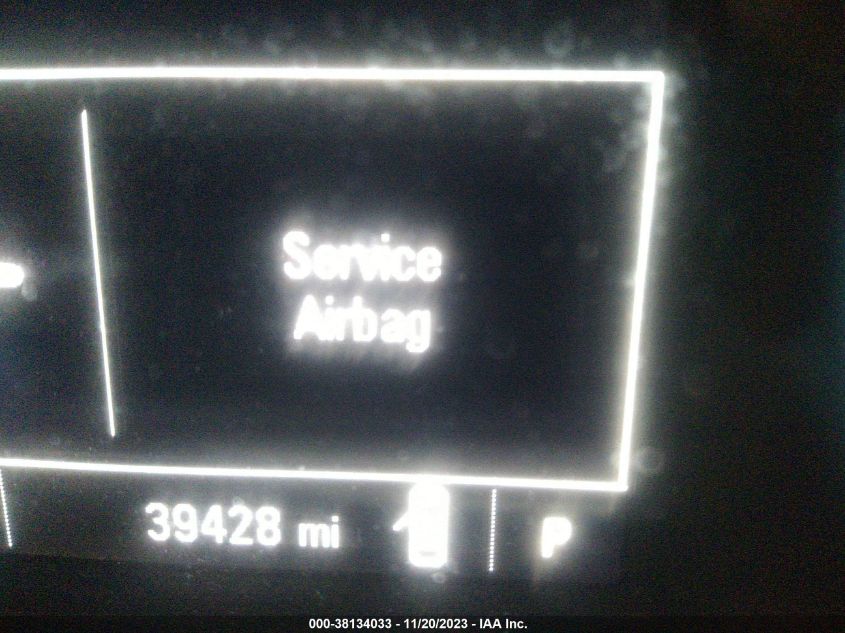 Service
Airbag
39428 mi
P
000-38134033 - 11/20/2023 - IAA Inc.